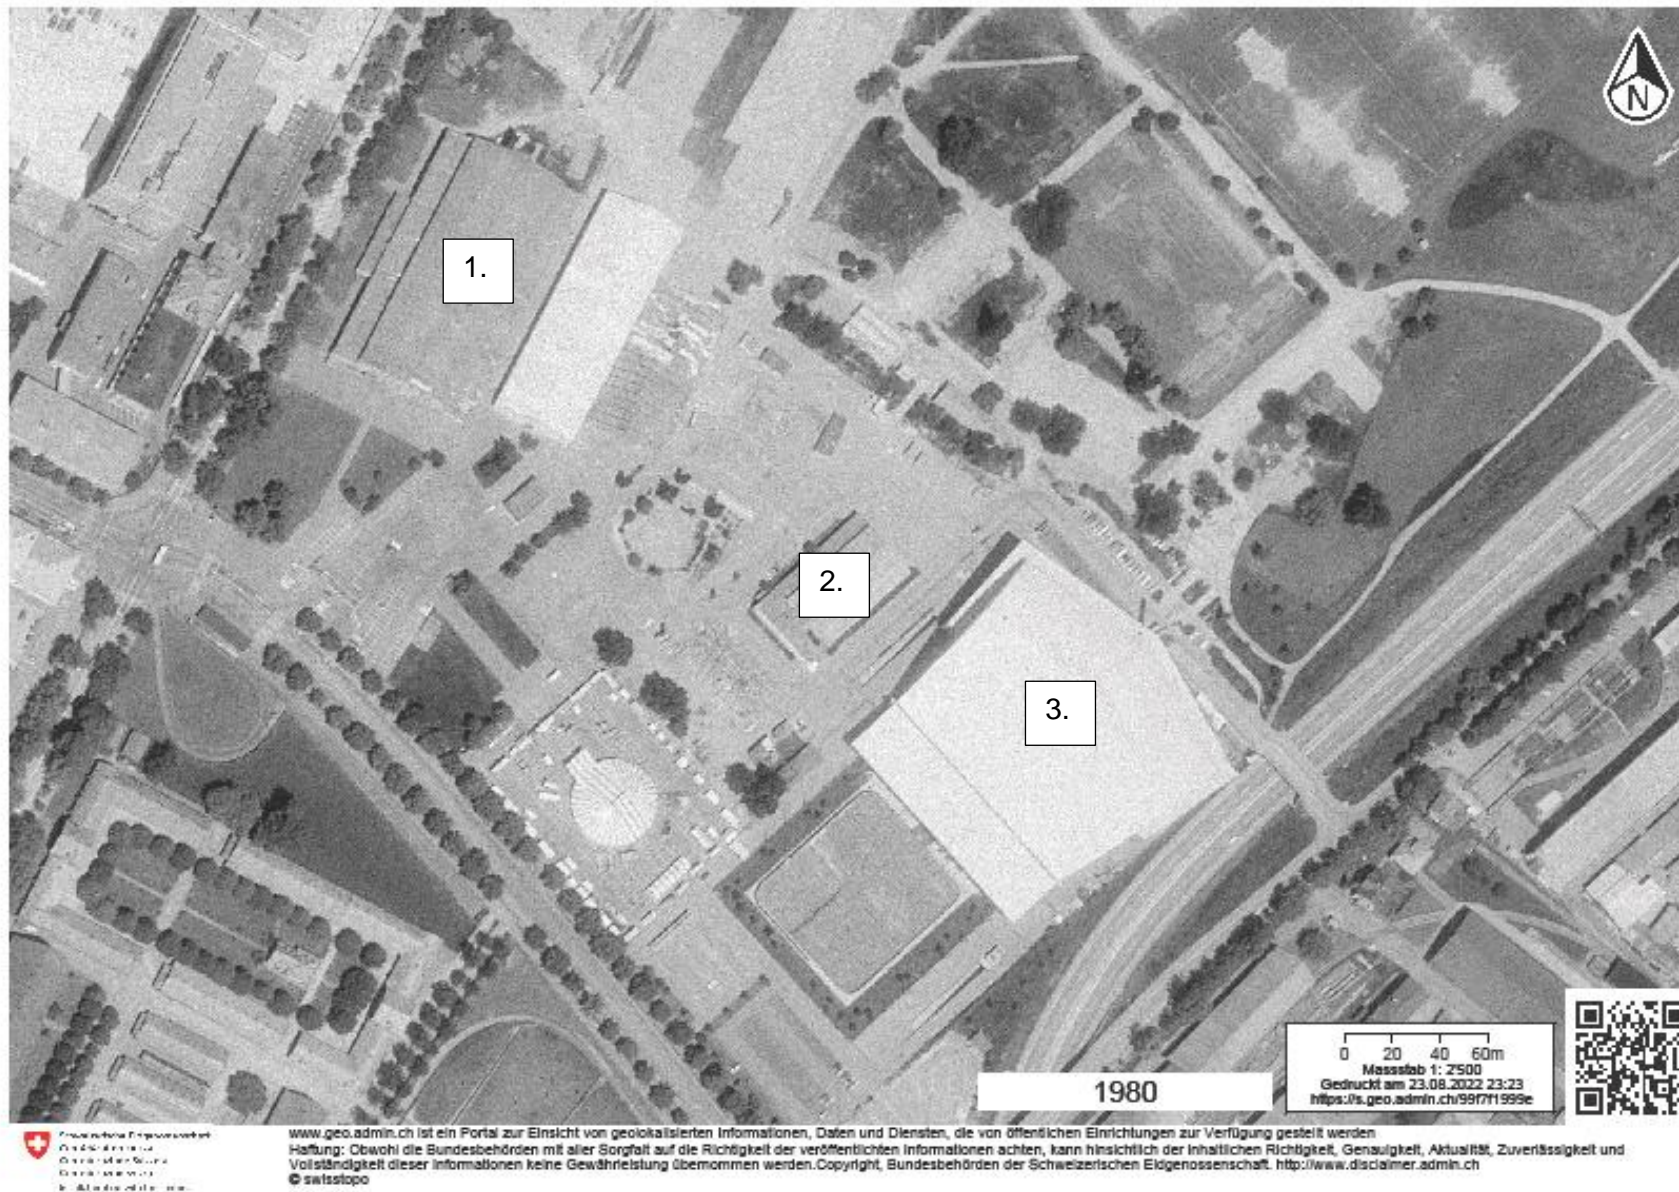 N
1.
2.
3.
1980
0 20 40 60m
Massstab 1: 2'500
Gedruckt am 23.08.2022 23:23
https://s.geo.admin.ch/99f7f1999e
www.geo.admin.ch ist ein Portal zur Einsicht von geolokalisierten Informationen, Daten und Diensten, die von öffentlichen Einrichtungen zur Verfügung gestellt werden
Haftung: Obwohl die Bundesbehörden mit aller Sorgfalt auf die Richtigkeit der veröffentlichten Informationen achten, kann hinsichtlich der inhaltlichen Richtigkeit, Genauigkeit, Aktualität, Zuverlässigkeit und
Vollständigkeit dieser Informationen keine Gewährleistung übernommen werden.Copyright, Bundesbehörden der Schweizerischen Eidgenossenschaft. http://www.disclaimer.admin.ch
© swisstopo